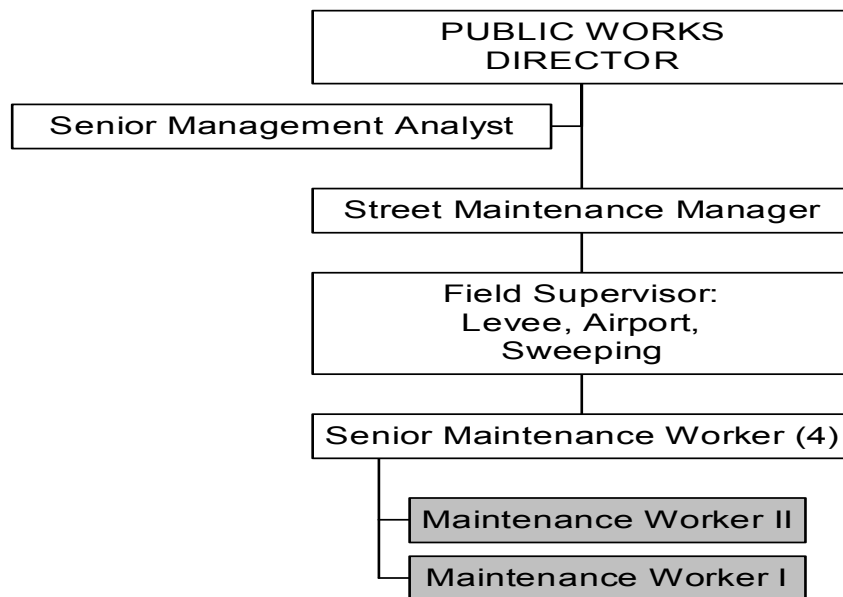 PUBLIC WORKS
DIRECTOR
Senior Management Analyst
Street Maintenance Manager
Field Supervisor:
Levee, Airport,
Sweeping
Senior Maintenance Worker (4)
Maintenance Worker II
Maintenance Worker I